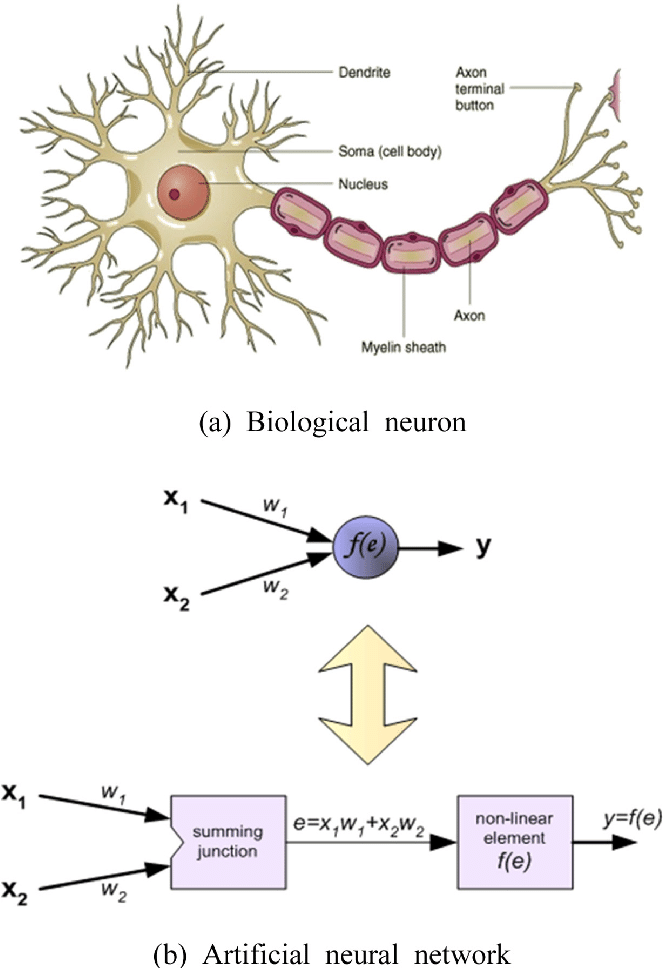 Dendrite
Axon
terminal
button
Soma (cell body)
Nucleus
Axon
Myelin sheath
(a) Biological neuron
x1
w1
f(e)
y
x2
w2
x1
w1
summing
junction
e=x1w1+x2w2
non-linear
element
f(e)
y=f(e)
x2
w2
(b) Artificial neural network